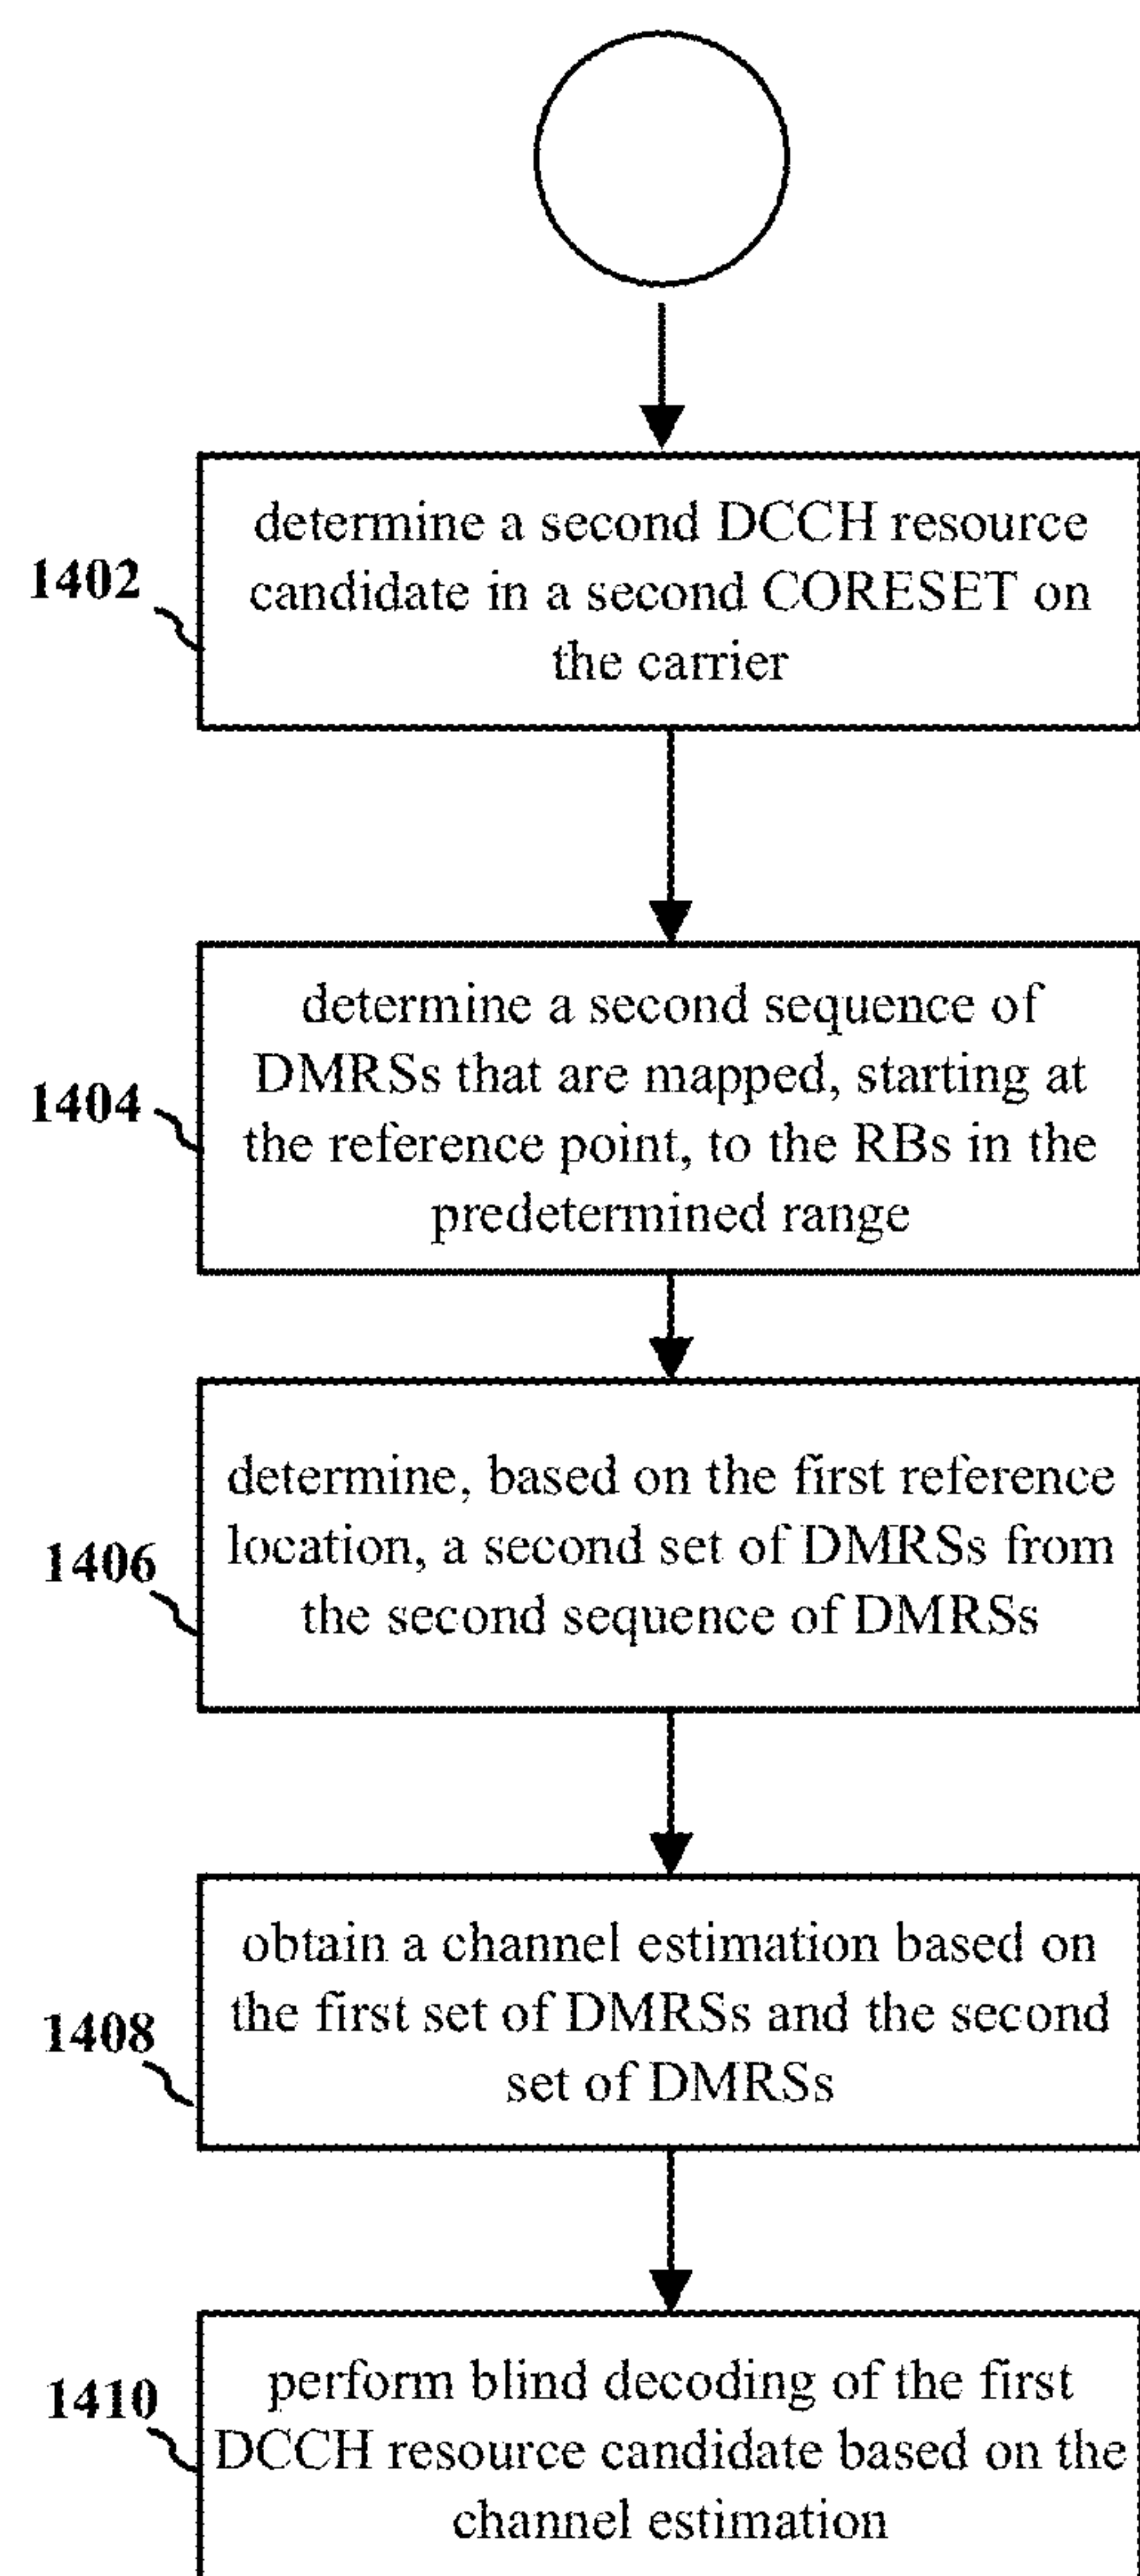 1402
determine a second DCCH resource
candidate in a second CORESET on
the carrier
1404
determine a second sequence of
DMRSs that are mapped, starting at
the reference point, to the RBs in the
predetermined range
1406
determine, based on the first reference
location, a second set of DMRSs from
the second sequence of DMRSs
1408
obtain a channel estimation based on
the first set of DMRSs and the second
set of DMRSs
1410
perform blind decoding of the first
DCCH resource candidate based on the
channel estimation